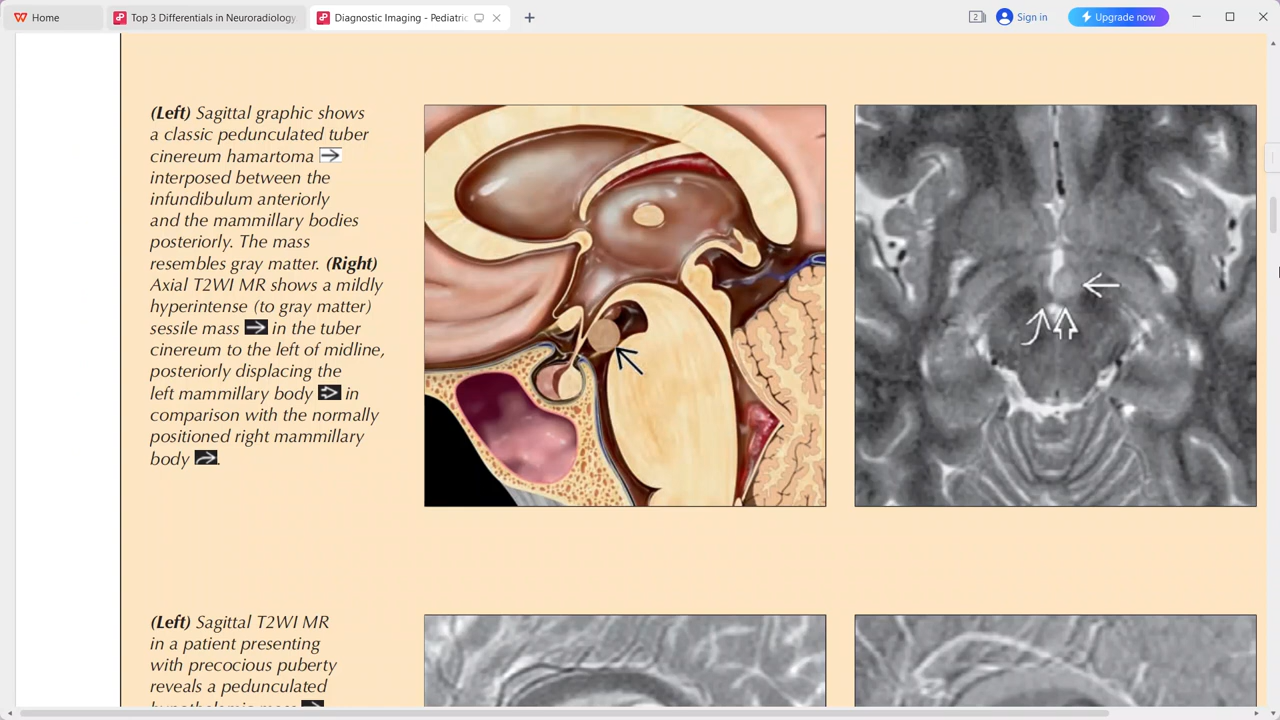 Home
Top 3 Differentials in Neuroradiology.
Diagnostic Imaging - Pediatric
2
Sign in
Upgrade now
(Left) Sagittal graphic shows
a classic pedunculated tuber
cinereum hamartoma
interposed between the
infundibulum anteriorly
and the mammillary bodies
posteriorly. The mass
resembles gray matter. (Right)
Axial T2WI MR shows a mildly
hyperintense (to gray matter)
sessile mass in the tuber
cinereum to the left of midline,
posteriorly displacing the
left mammillary body in
comparison with the normally
positioned right mammillary
body .
(Left) Sagittal T2WI MR
in a patient presenting
with precocious puberty
reveals a pedunculated